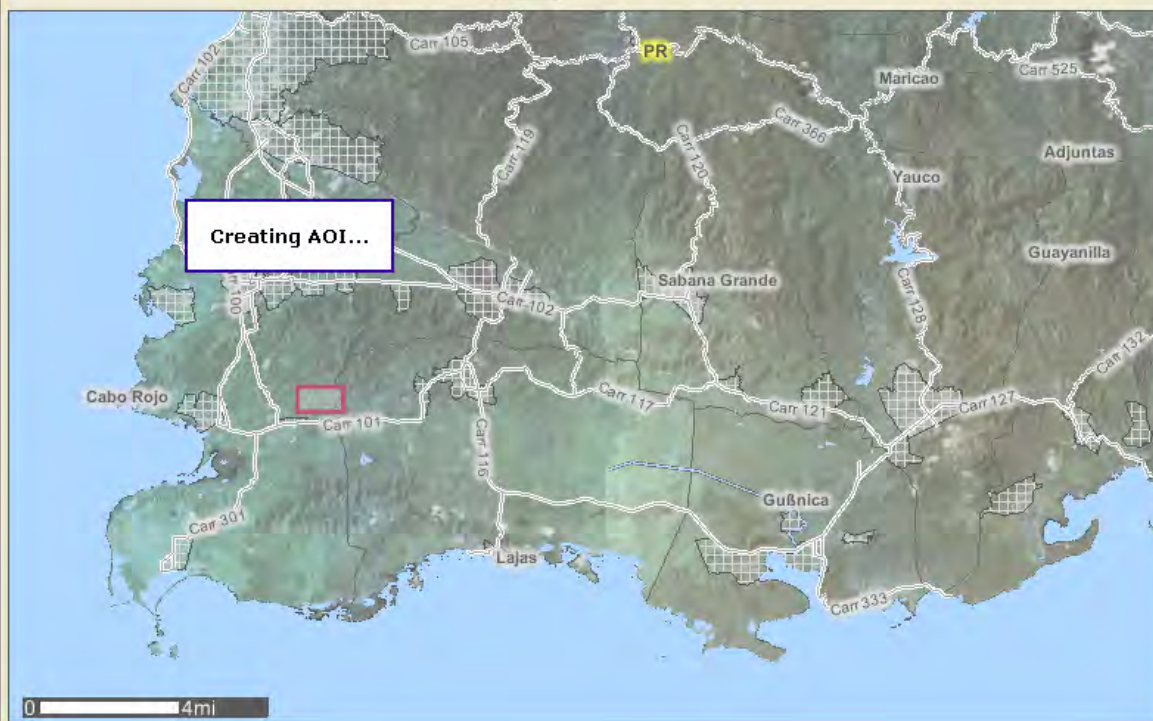 Carr 102
Carr 105
PR
Maricao
Carr 525
Carr 119
Carr 120
Carr 366
Adjuntas
Yauco
Creating AOI...
Guayanilla
100
Sabana Grande
Carr 102
Carr 128
Carr 132
Cabo Rojo
Carr 117
Carr 121
Carr 127
Carr 101
Carr 116
Gußnica
Carr 301
Lajas
Carr 333
0 4mi